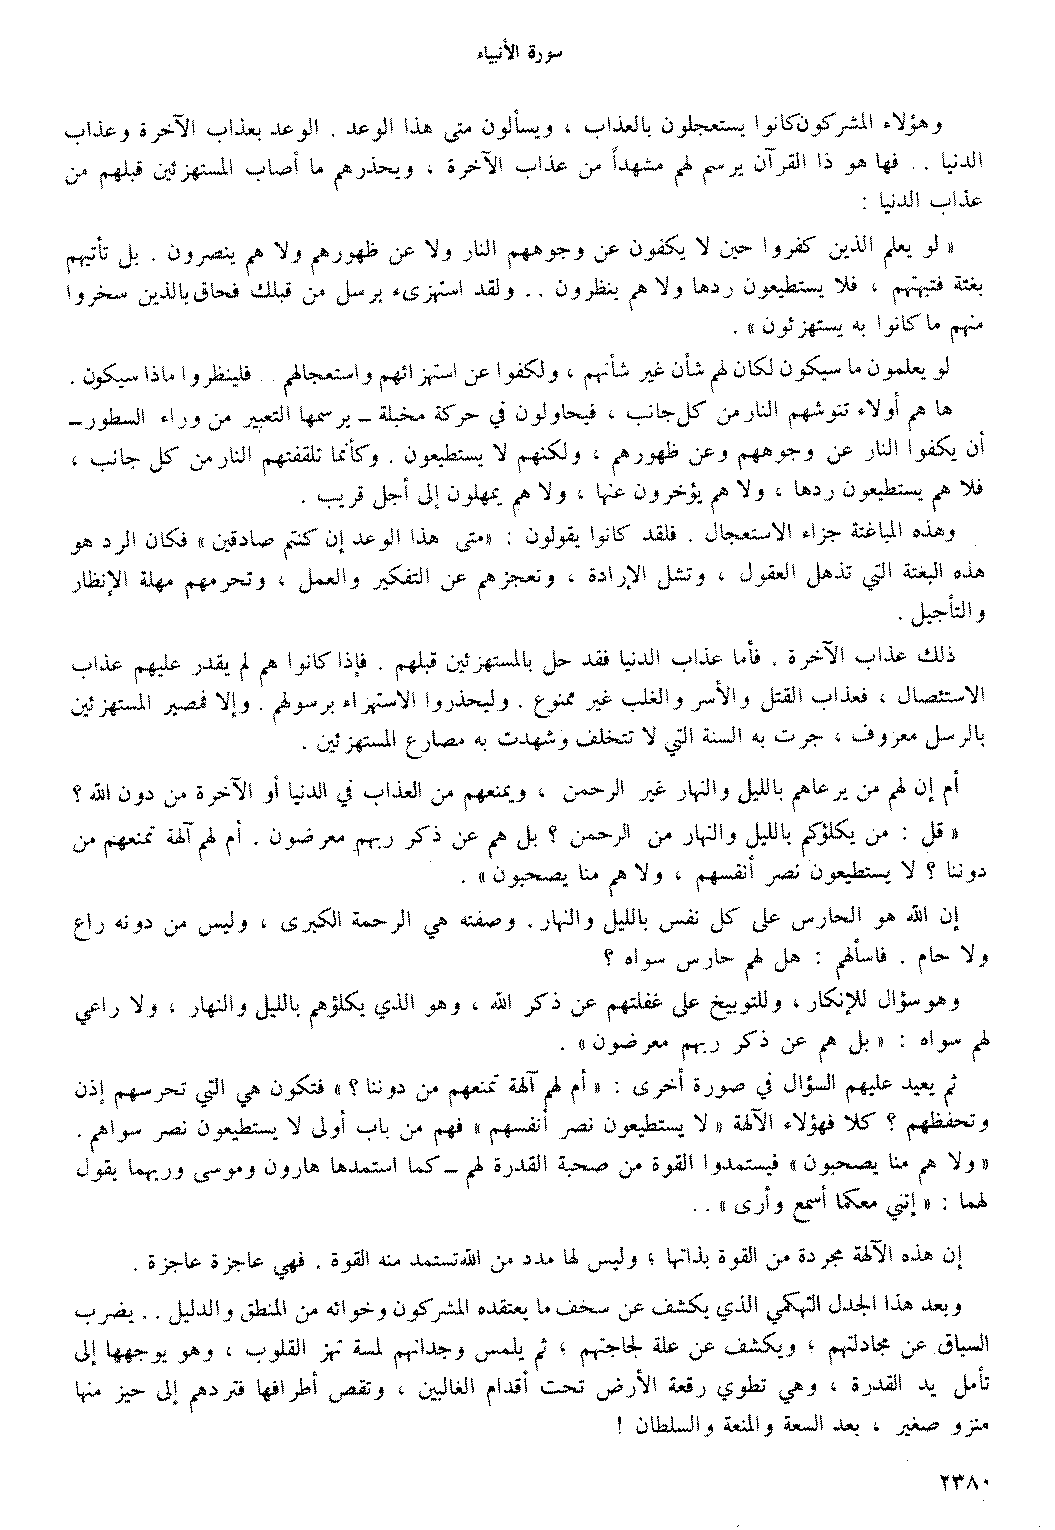 سورة الأنبياء
وهؤلاء المشركون كانوا يستعجلون بالعذاب ، ويسألون متى هذا الوعد . الوعد بعذاب الآخرة وعذاب
الدنيا . . فها هو ذا القرآن يرسم لهم مشهداً من عذاب الآخرة ، ويحذرهم ما أصاب المستهزئين قبلهم من
عذاب الدنيا :
« لو يعلم الذين كفروا حين لا يكفون عن وجوههم النار ولا عن ظهورهم ولا هم ينصرون . بل تأتيهم
بغتة فتبهتهم ، فلا يستطيعون ردها ولا هم ينظرون .. ولقد استهزىء برسل من قبلك فحاق بالذين سخروا
منهم ما كانوا به يستهزئون » .
لو يعلمون ما سيكون لكان لهم شأن غير شأنهم ، ولكفوا عن استهزائهم واستعجالهم . . فلينظروا ماذا سيكون .
ها هم أولاء تنوشهم النار من كل جانب ، فيحاولون في حركة مخبلة – يرسمها التعبير من وراء السطور –
أن يكفوا النار عن وجوههم وعن ظهورهم ، ولكنهم لا يستطيعون . وكأنما تلقفتهم النار من كل جانب ،
فلا هم يستطيعون ردها ، ولا هم يؤخرون عنها ، ولا هم يمهلون إلى أجل قريب .
وهذه المباغتة جزاء الاستعجال . فلقد كانوا يقولون : «متى هذا الوعد إن كنتم صادقين» فكان الرد هو
هذه البغتة التي تذهل العقول ، وتشل الإرادة ، وتعجزهم عن التفكير والعمل ، وتحرمهم مهلة الإنظار
والتأجيل .
ذلك عذاب الآخرة . فأما عذاب الدنيا فقد حل بالمستهزئين قبلهم . فإذا كانوا هم لم يقدر عليهم عذاب
الاستئصال ، فعذاب القتل والأسر والغلب غير ممنوع . وليحذروا الاستهزاء برسولهم . وإلا فمصير المستهزئين
بالرسل معروف ، جرت به السنة التي لا تتخلف وشهدت به مصارع المستهزئين .
أم إن لهم من يرعاهم بالليل والنهار غير الرحمن ، ويمنعهم من العذاب في الدنيا أو الآخرة من دون الله ؟
« قل : من يكلؤكم بالليل والنهار من الرحمن ؟ بل هم عن ذكر ربهم معرضون . أم لهم آلهة تمنعهم من
دوننا ؟ لا يستطيعون نصر أنفسهم ، ولا هم منا يصحبون » .
إن الله هو الحارس على كل نفس بالليل والنهار . وصفته هي الرحمة الكبرى ، وليس من دونه راع
ولا حام . فاسألهم : هل لهم حارس سواه ؟
وهو سؤال للإنكار ، وللتوبيخ على غفلتهم عن ذكر الله ، وهو الذي يكلؤهم بالليل والنهار ، ولا راعي
لهم سواه : « بل هم عن ذكر ربهم معرضون » .
ثم يعيد عليهم السؤال في صورة أخرى : « أم لهم آلهة تمنعهم من دوننا ؟ » فتكون هي التي تحرسهم إذن
وتحفظهم ؟ كلا فهؤلاء الآلهة « لا يستطيعون نصر أنفسهم » فهم من باب أولى لا يستطيعون نصر سواهم .
« ولا هم منا يصحبون » فيستمدوا القوة من صحبة القدرة لهم – كما استمدها هارون وموسى وربهما يقول
لهما : « إنني معكما أسمع وأرى » . .
إن هذه الآلهة مجردة من القوة بذاتها ؛ وليس لها مدد من الله تستمد منه القوة . فهي عاجزة عاجزة .
وبعد هذا الجدل التهكمي الذي يكشف عن سخف ما يعتقده المشركون وخوائه من المنطق والدليل .. يضرب
السياق عن مجادلتهم ؛ ويكشف عن علة لجاجتهم ؛ ثم يلمس وجدانهم لمسة تهز القلوب ، وهو يوجهها إلى
تأمل يد القدرة ، وهي تطوي رقعة الأرض تحت أقدام الغالبين ، وتقص أطرافها فتردهم إلى حيز منها
منزو صغير ، بعد السعة والمنعة والسلطان !
٢٣٨٠